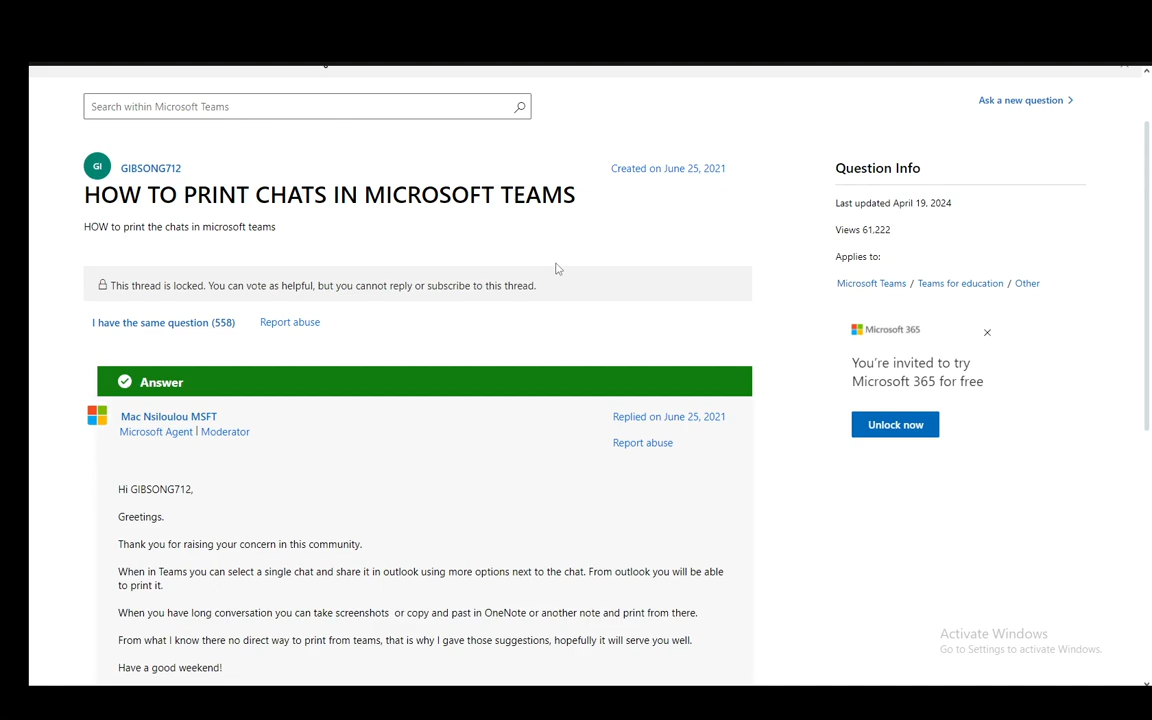 Search within Microsoft Teams
Ask a new question
GI
GIBSONG712
Created on June 25, 2021
HOW TO PRINT CHATS IN MICROSOFT TEAMS
HOW to print the chats in microsoft teams
This thread is locked. You can vote as helpful, but you cannot reply or subscribe to this thread.
I have the same question (558)
Report abuse
Answer
Mac Nsiloulou MSFT
Replied on June 25, 2021
Microsoft Agent | Moderator
Report abuse
Hi GIBSONG712,
Greetings.
Thank you for raising your concern in this community.
When in Teams you can select a single chat and share it in outlook using more options next to the chat. From outlook you will be able
to print it.
When you have long conversation you can take screenshots or copy and past in OneNote or another note and print from there.
From what I know there no direct way to print from teams, that is why I gave those suggestions, hopefully it will serve you well.
Have a good weekend!
Question Info
Last updated April 19, 2024
Views 61,222
Applies to:
Microsoft Teams / Teams for education / Other
Microsoft 365
You're invited to try
Microsoft 365 for free
Unlock now
Activate Windows
Go to Settings to activate Windows.